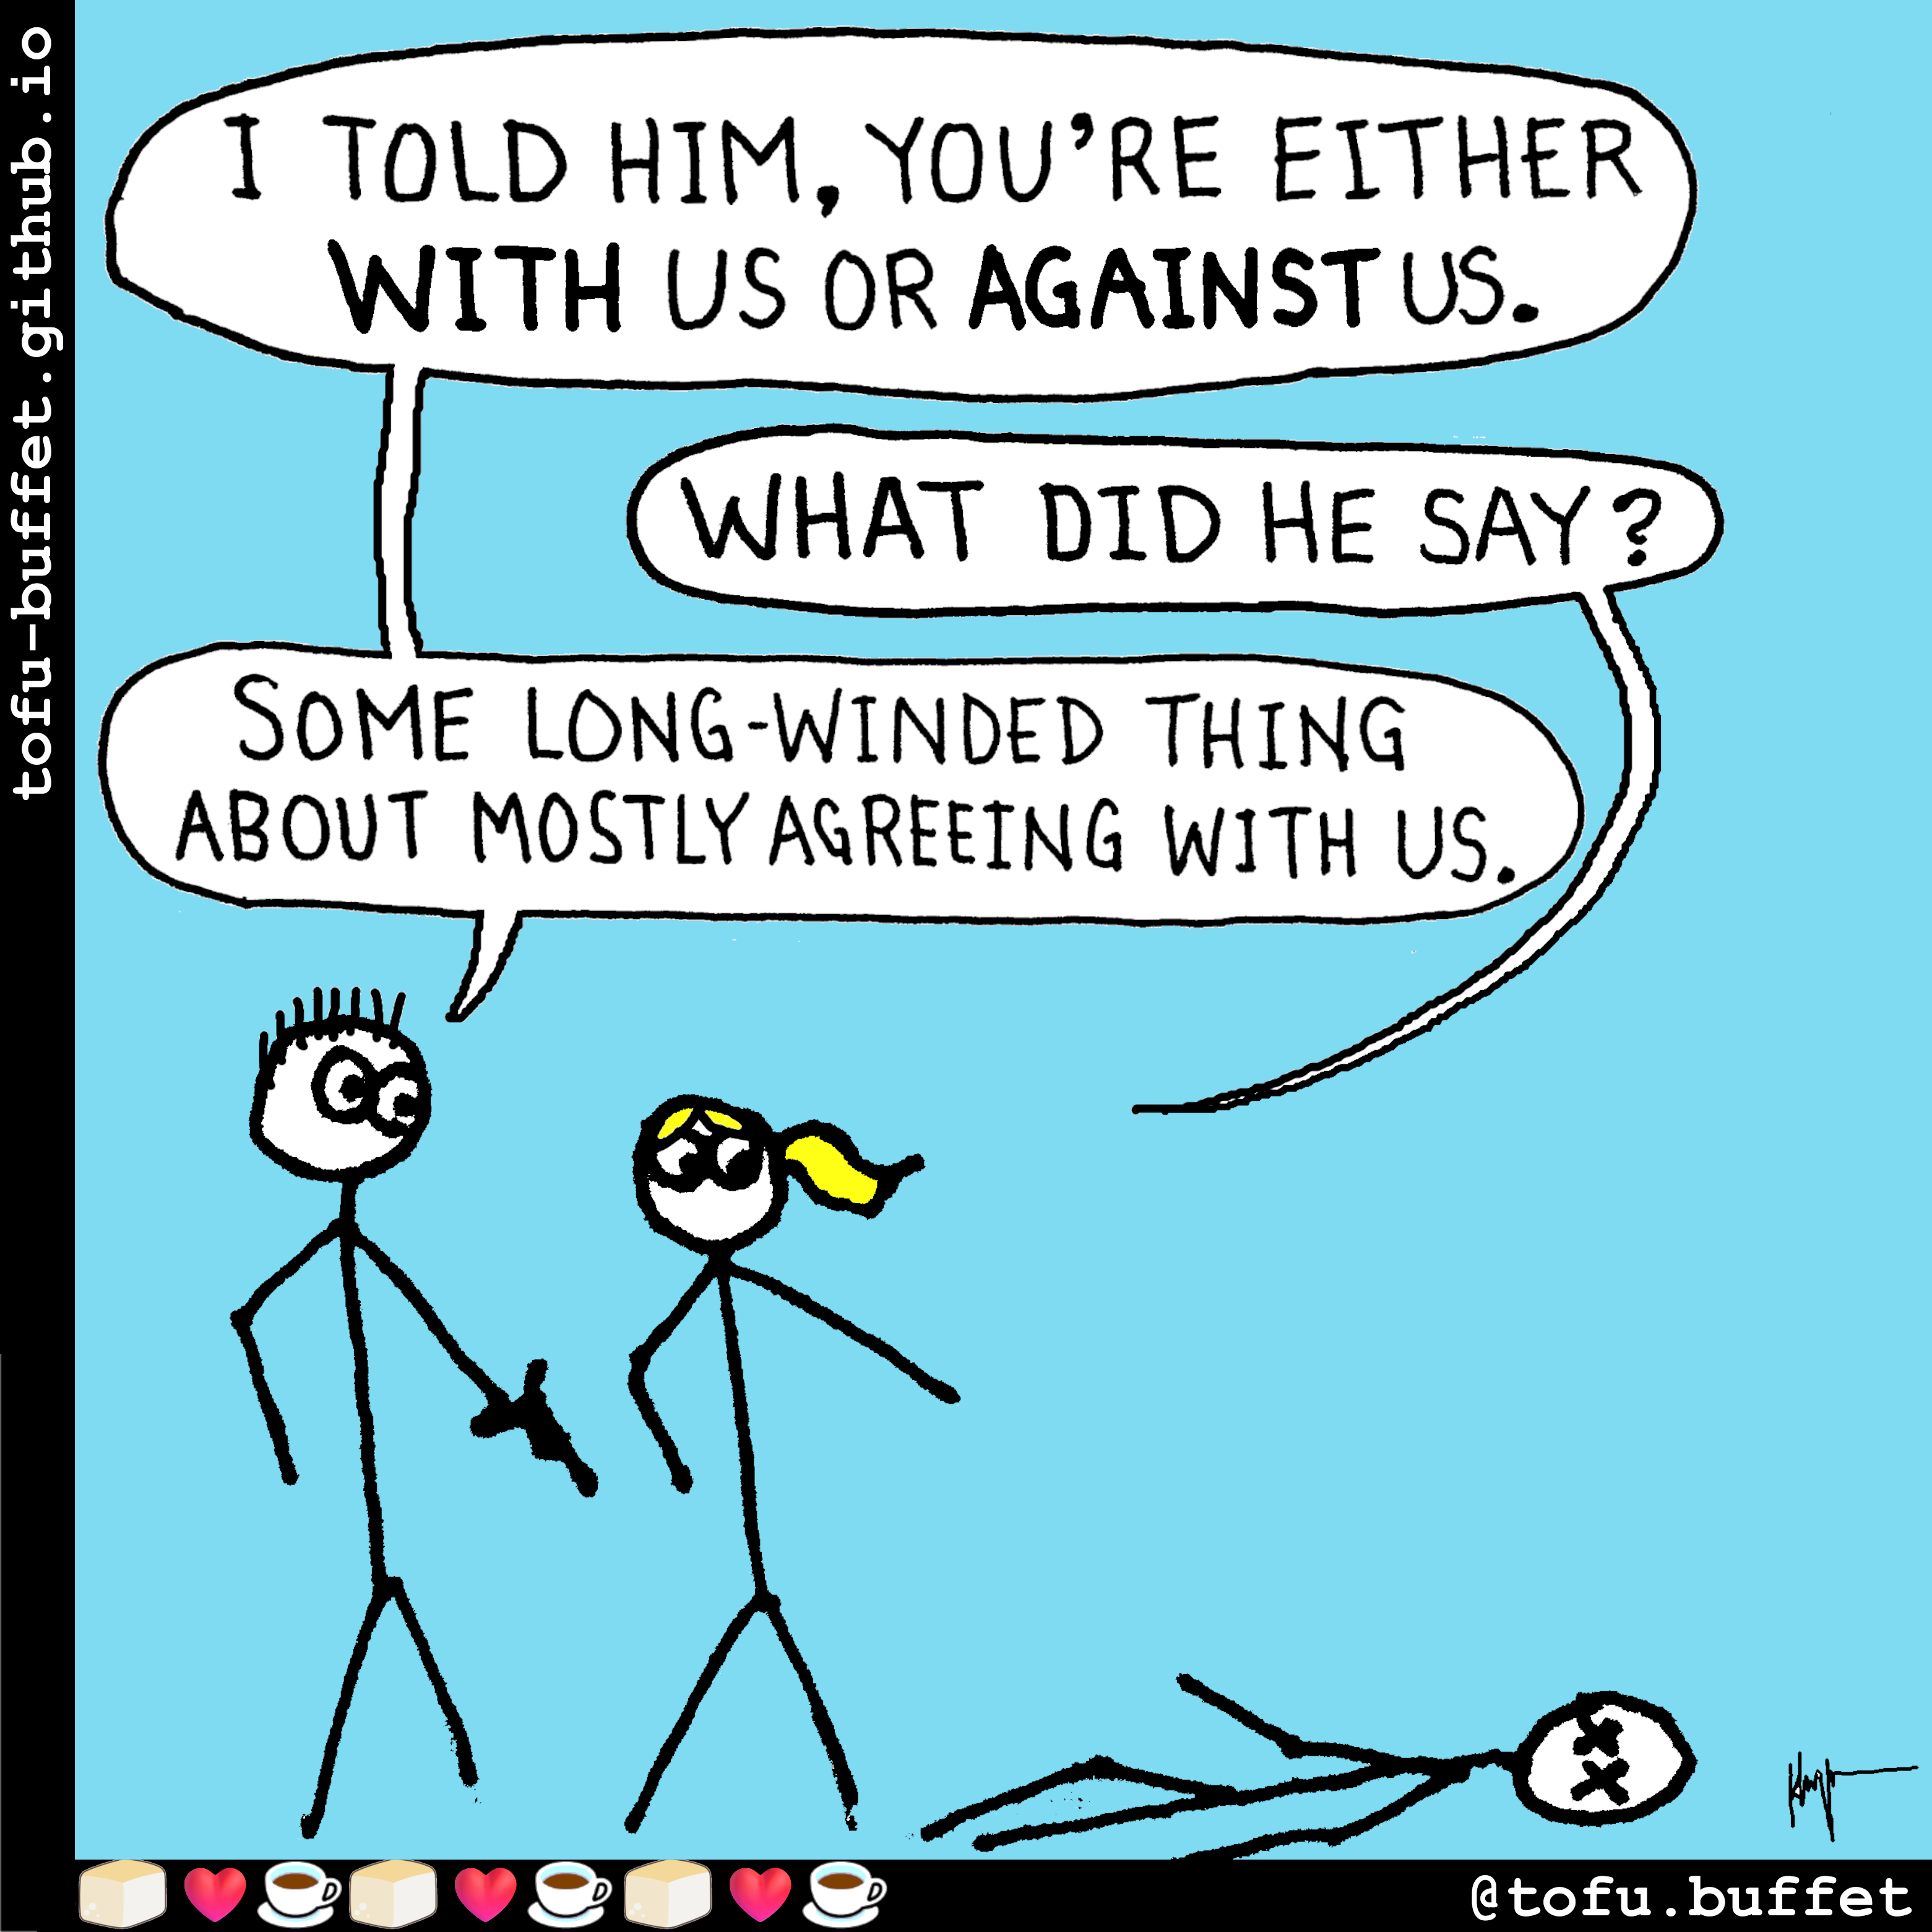 tofu-buffet.github.io
I TOLD HIM, YOU'RE EITHER
WITH US OR AGAINST US.
WHAT DID HE SAY?
SOME LONG-WINDED THING
ABOUT MOSTLY AGREEING WITH US.
@tofu.buffet